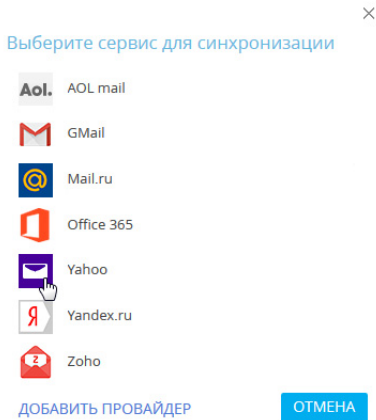 Выберите сервис для синхронизации
Aol. AOL mail
GMail
@ Mail.ru
Office 365
Yahoo
Я Yandex.ru
Z Zoho
ДОБАВИТЬ ПРОВАЙДЕР ОТМЕНА